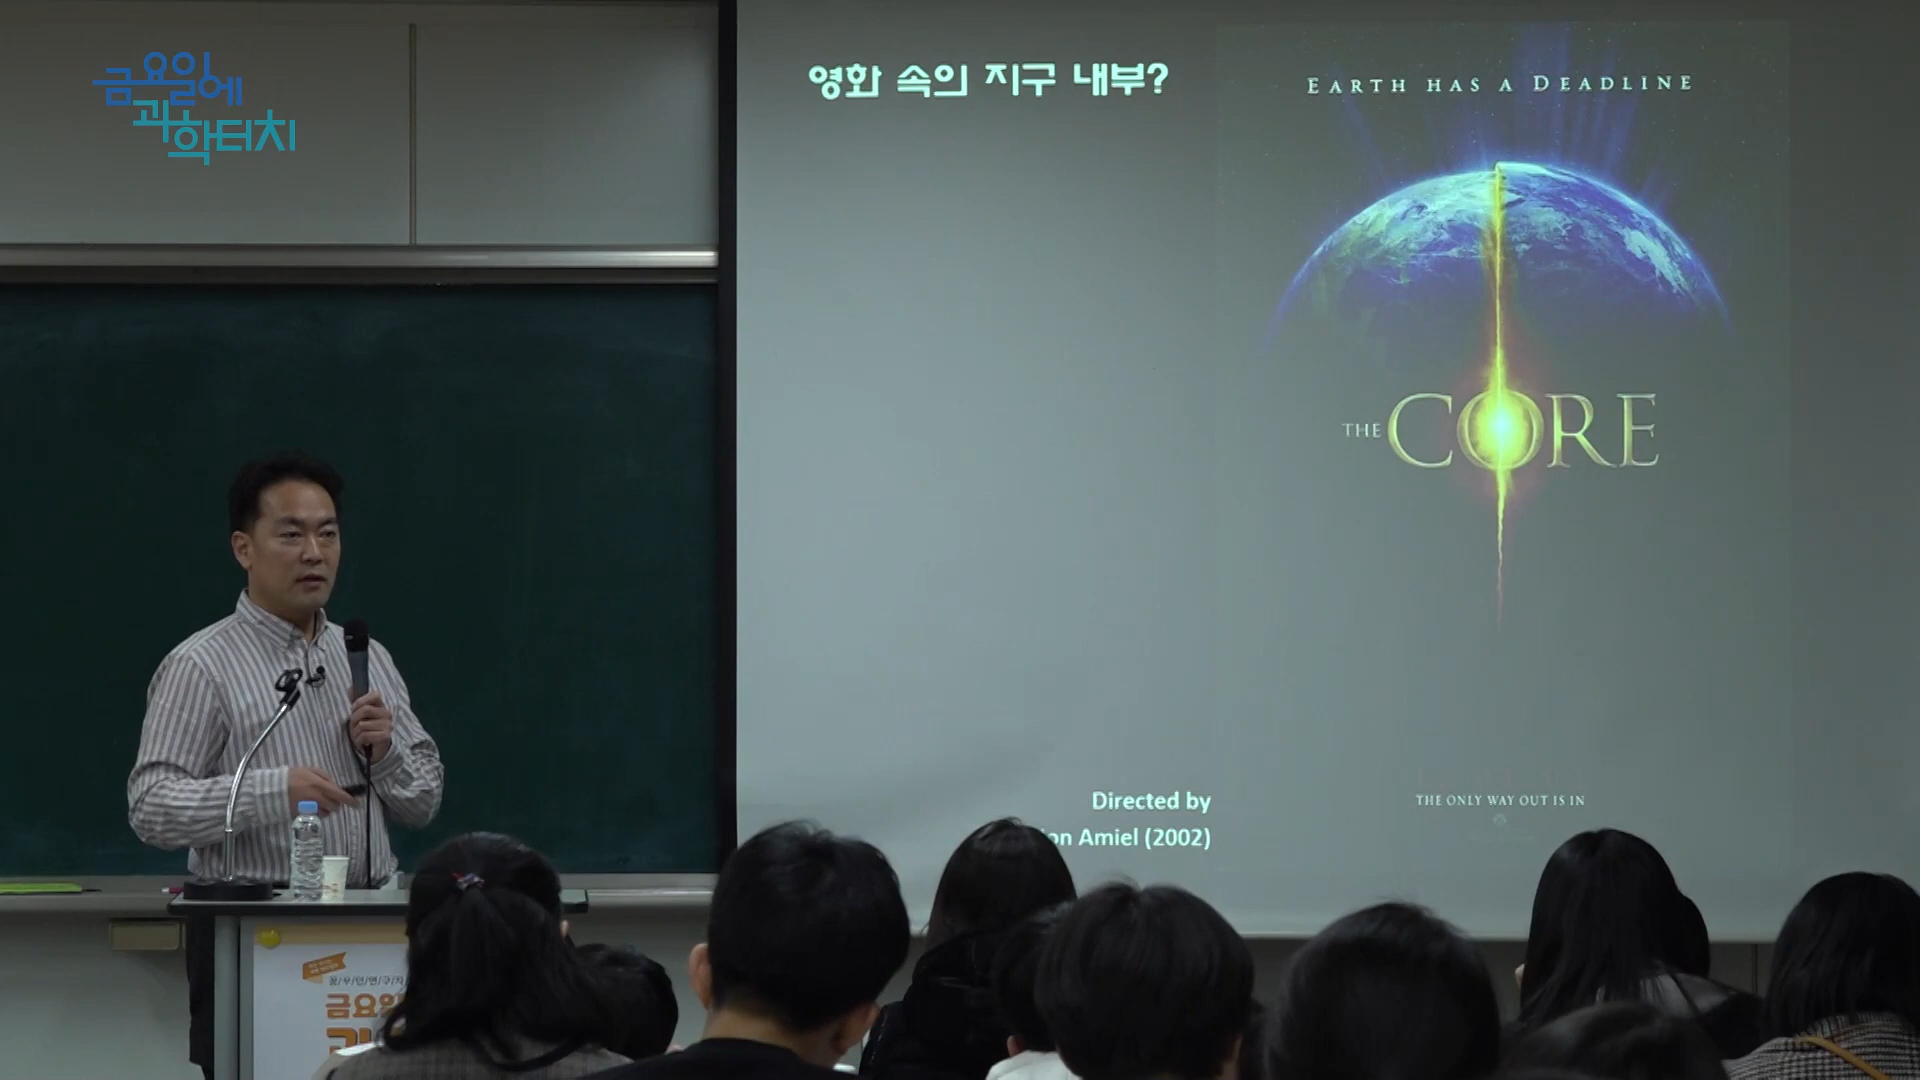 금요일에
과학터치
영화 속의 지구 내부?
EARTH HAS A DEADLINE
THE CORE
Directed by
Amiel (2002)
THE ONLY WAY OUT IS IN
금요일